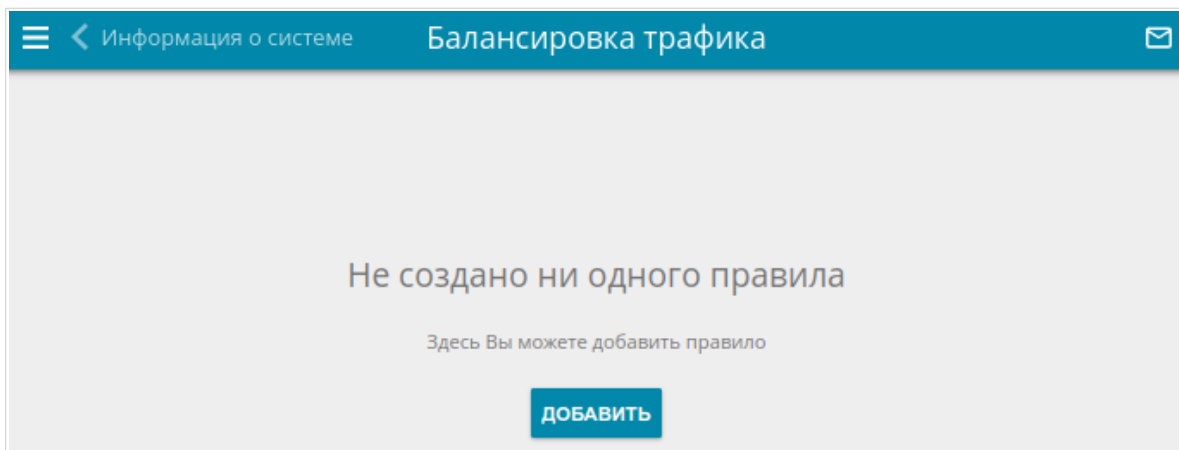 Информация о системе Балансировка трафика
Не создано ни одного правила
Здесь Вы можете добавить правило
ДОБАВИТЬ